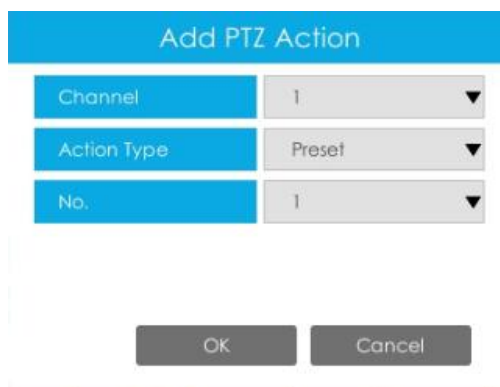 Add PTZ Action
Channel 1
Action Type Preset
No. 1
OK Cancel